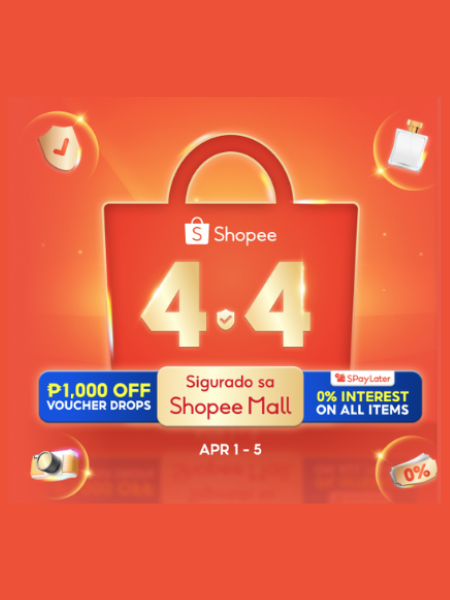 Shopee
4.4
₱1,000 OFF
VOUCHER DROPS
Sigurado sa
Shopee Mall
SPayLater
0% INTEREST
ON ALL ITEMS
APR 1 - 5
0%